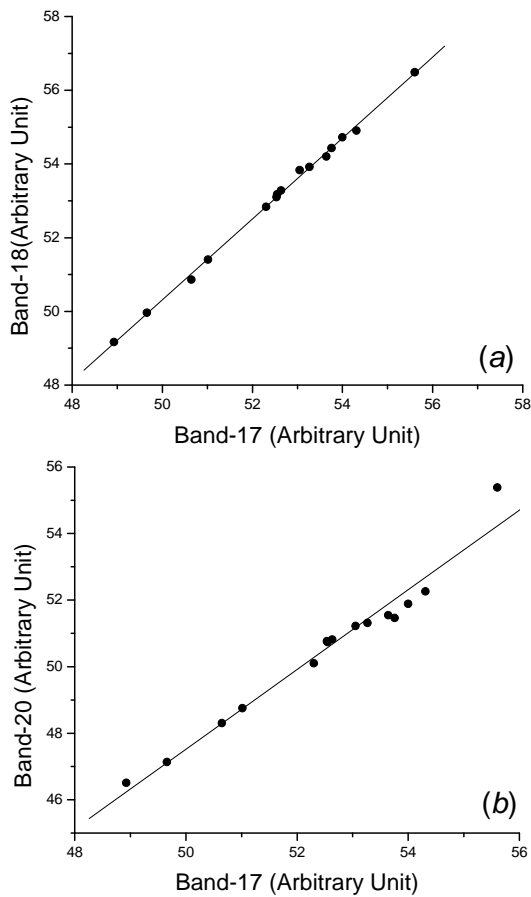 58
56
54
52
50
48
Band-18(Arbitrary Unit)
48 50 52 54 56 58
Band-17 (Arbitrary Unit)
(a)
56
55
52
50
48
46
Band-20 (Arbitrary Unit)
48 50 52 54 56
Band-17 (Arbitrary Unit)
(b)